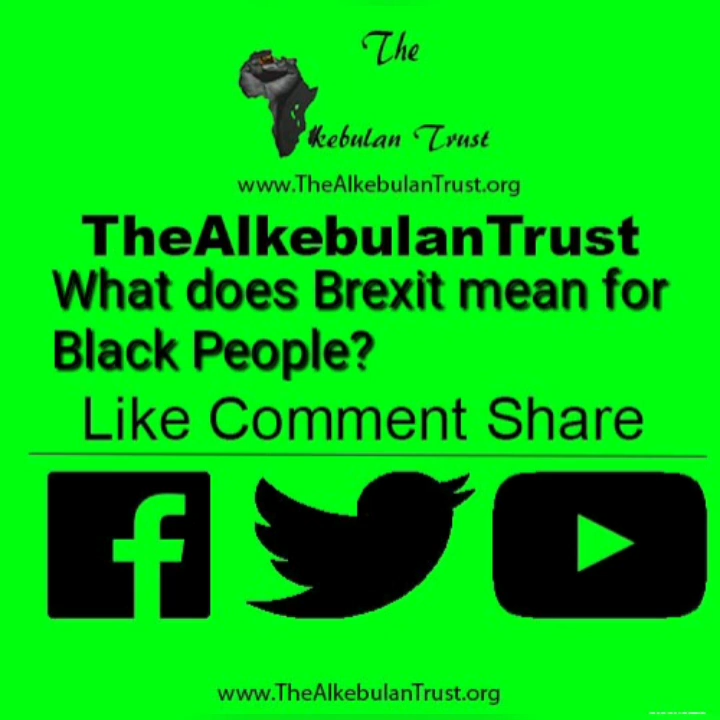 The
lkebulan Trust
www.TheAlkebulanTrust.org
TheAlkebulanTrust
What does Brexit mean for
Black People?
Like Comment Share
www.TheAlkebulanTrust.org